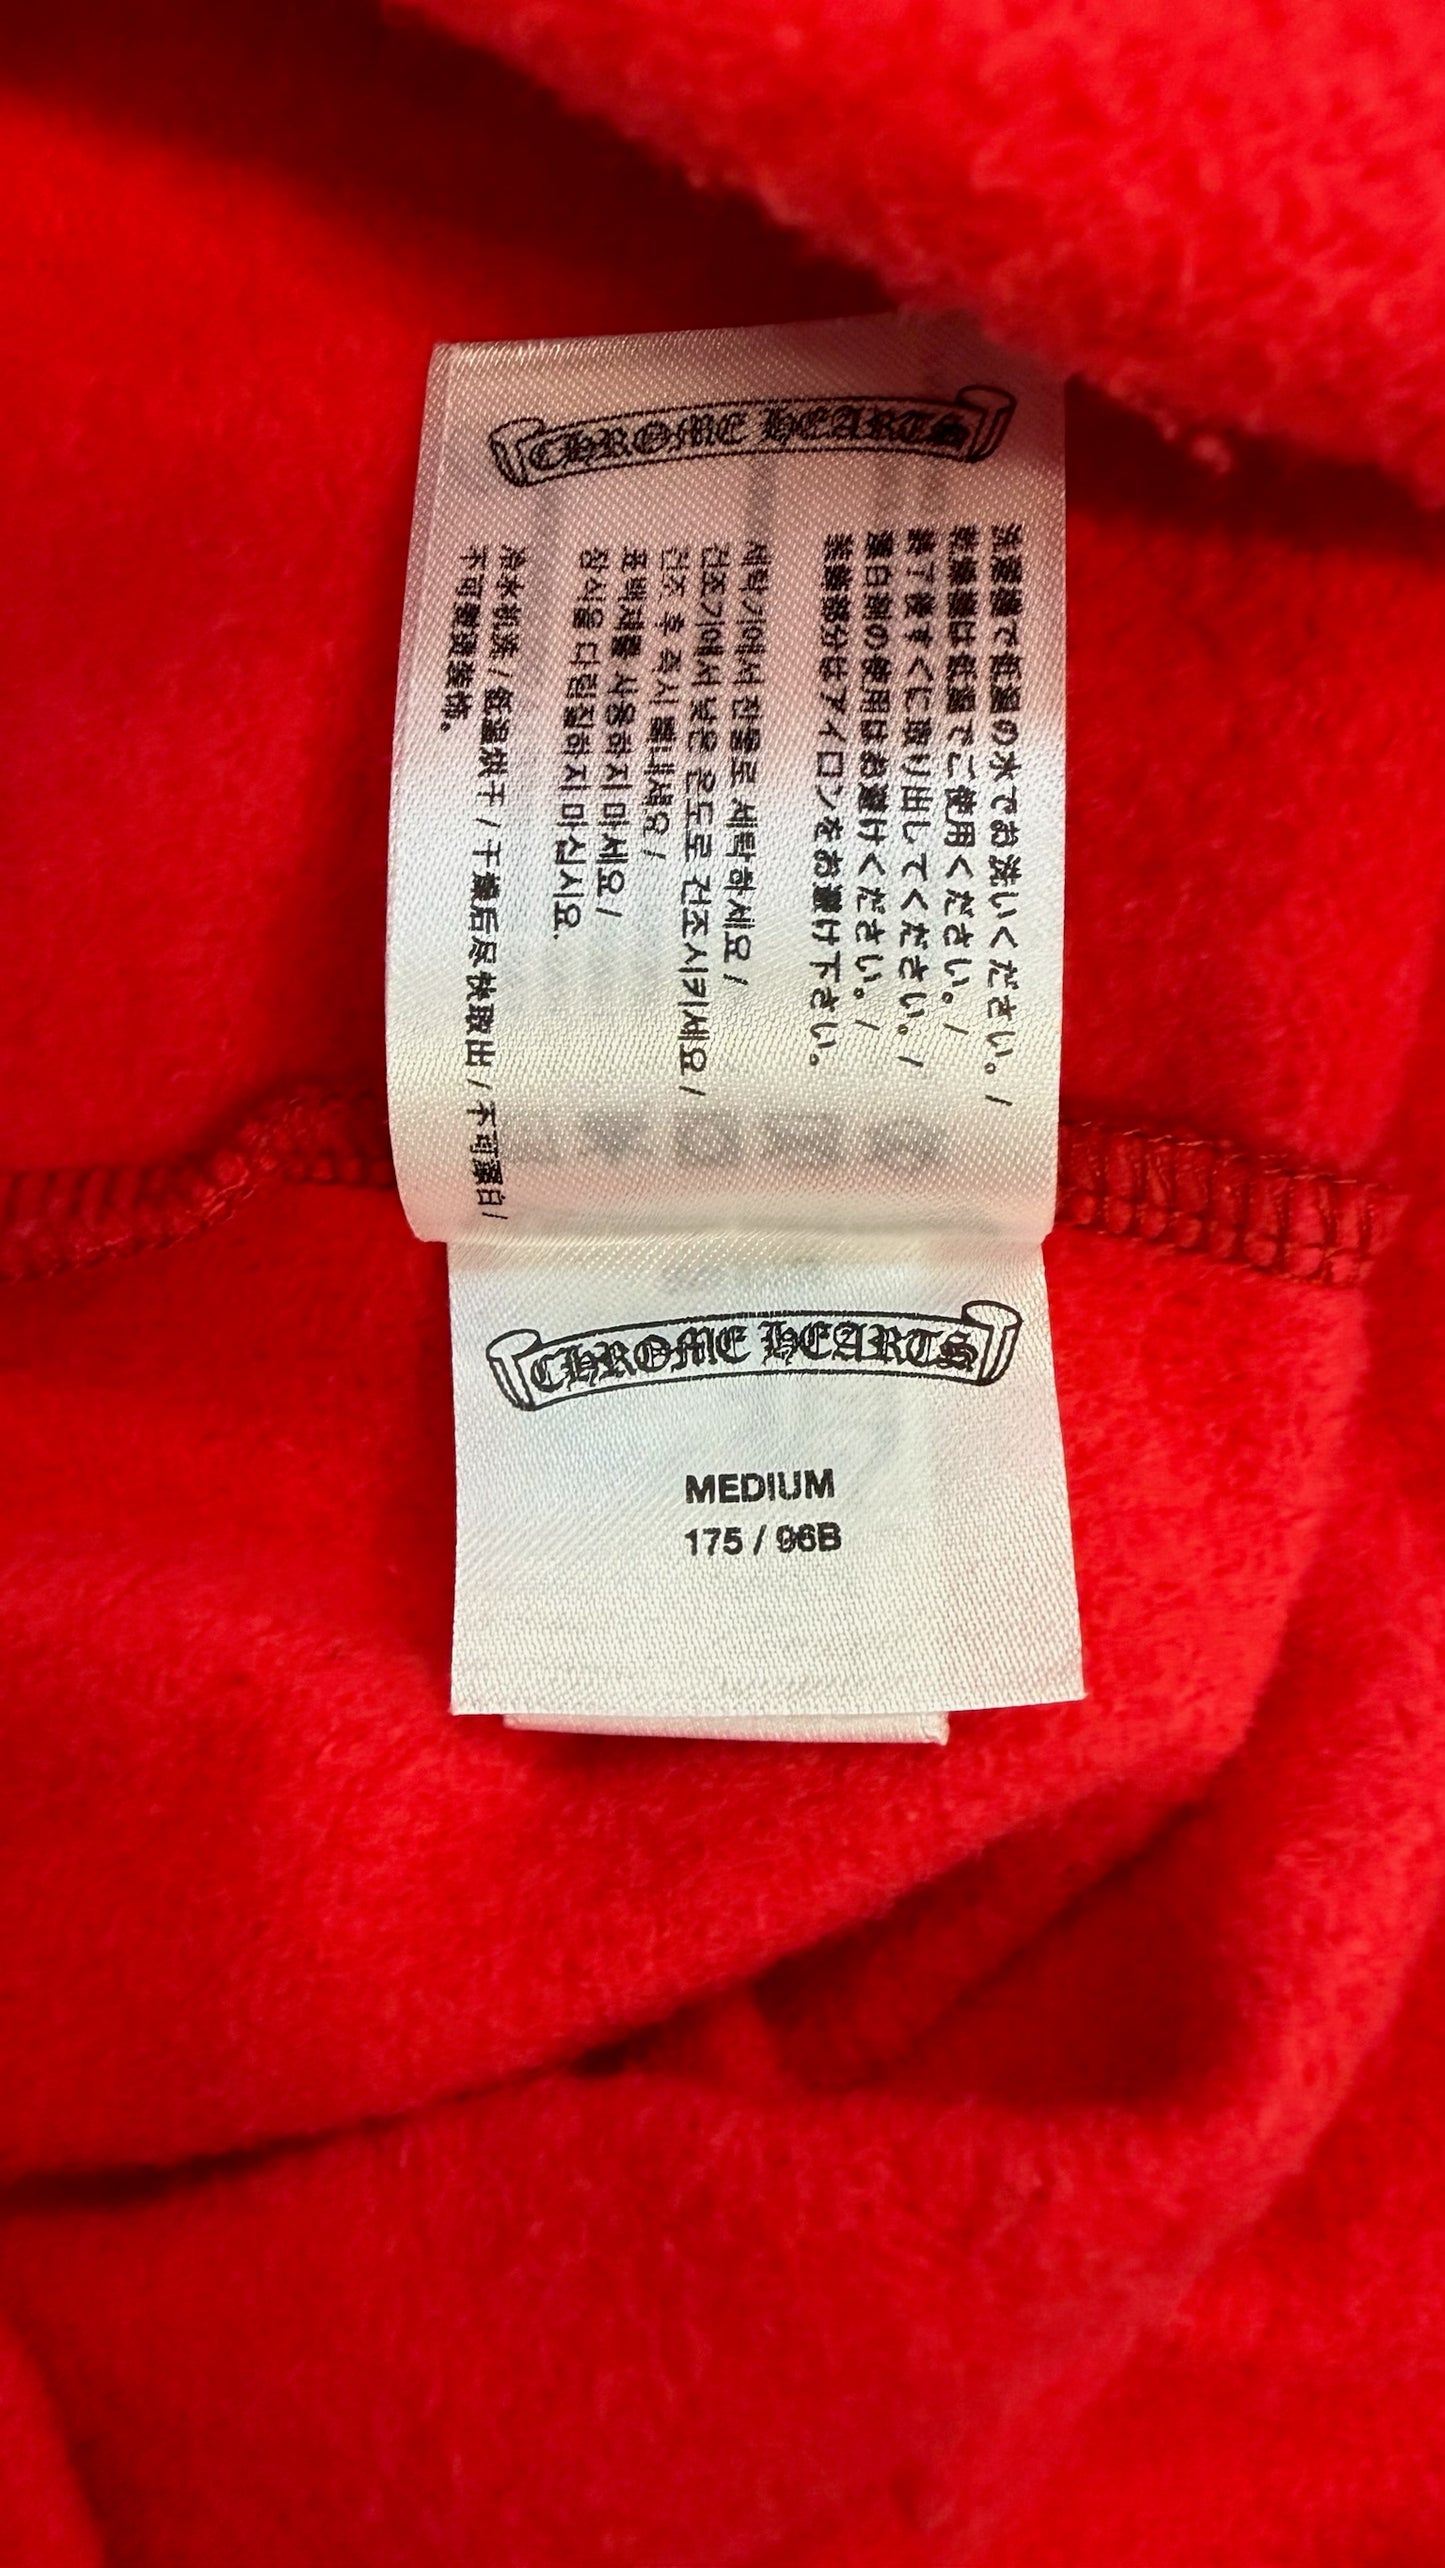 CHROME HEARTS
洗濯機で低温の水でお洗いください。/
乾燥機は低温でご使用ください。/
終了後すぐに取り出してください。/
漂白剤の使用はお避けください。/
装飾部分はアイロンをお避け下さい。
세탁기에서 찬물로 세탁하세요 /
건조기에서 낮은 온도로 건조시키세요 /
건조 후 즉시 빼내세요 /
표백제를 사용하지 마세요 /
장식을 다림질하지 마십시오.
冷水机洗 / 低温烘干 / 干燥后尽快取出 / 不可漂白 /
不可熨烫装饰。
CHROME HEARTS
MEDIUM
175 / 96B